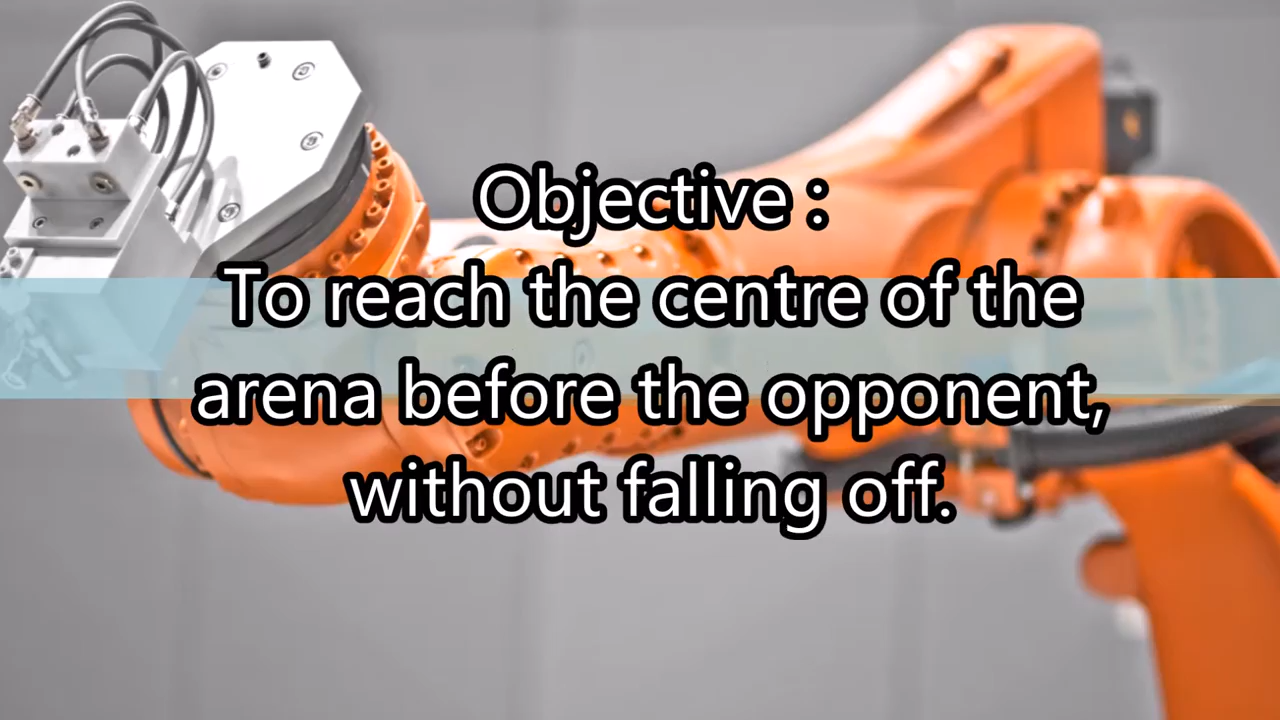 Objective :
To reach the centre of the
arena before the opponent,
without falling off.